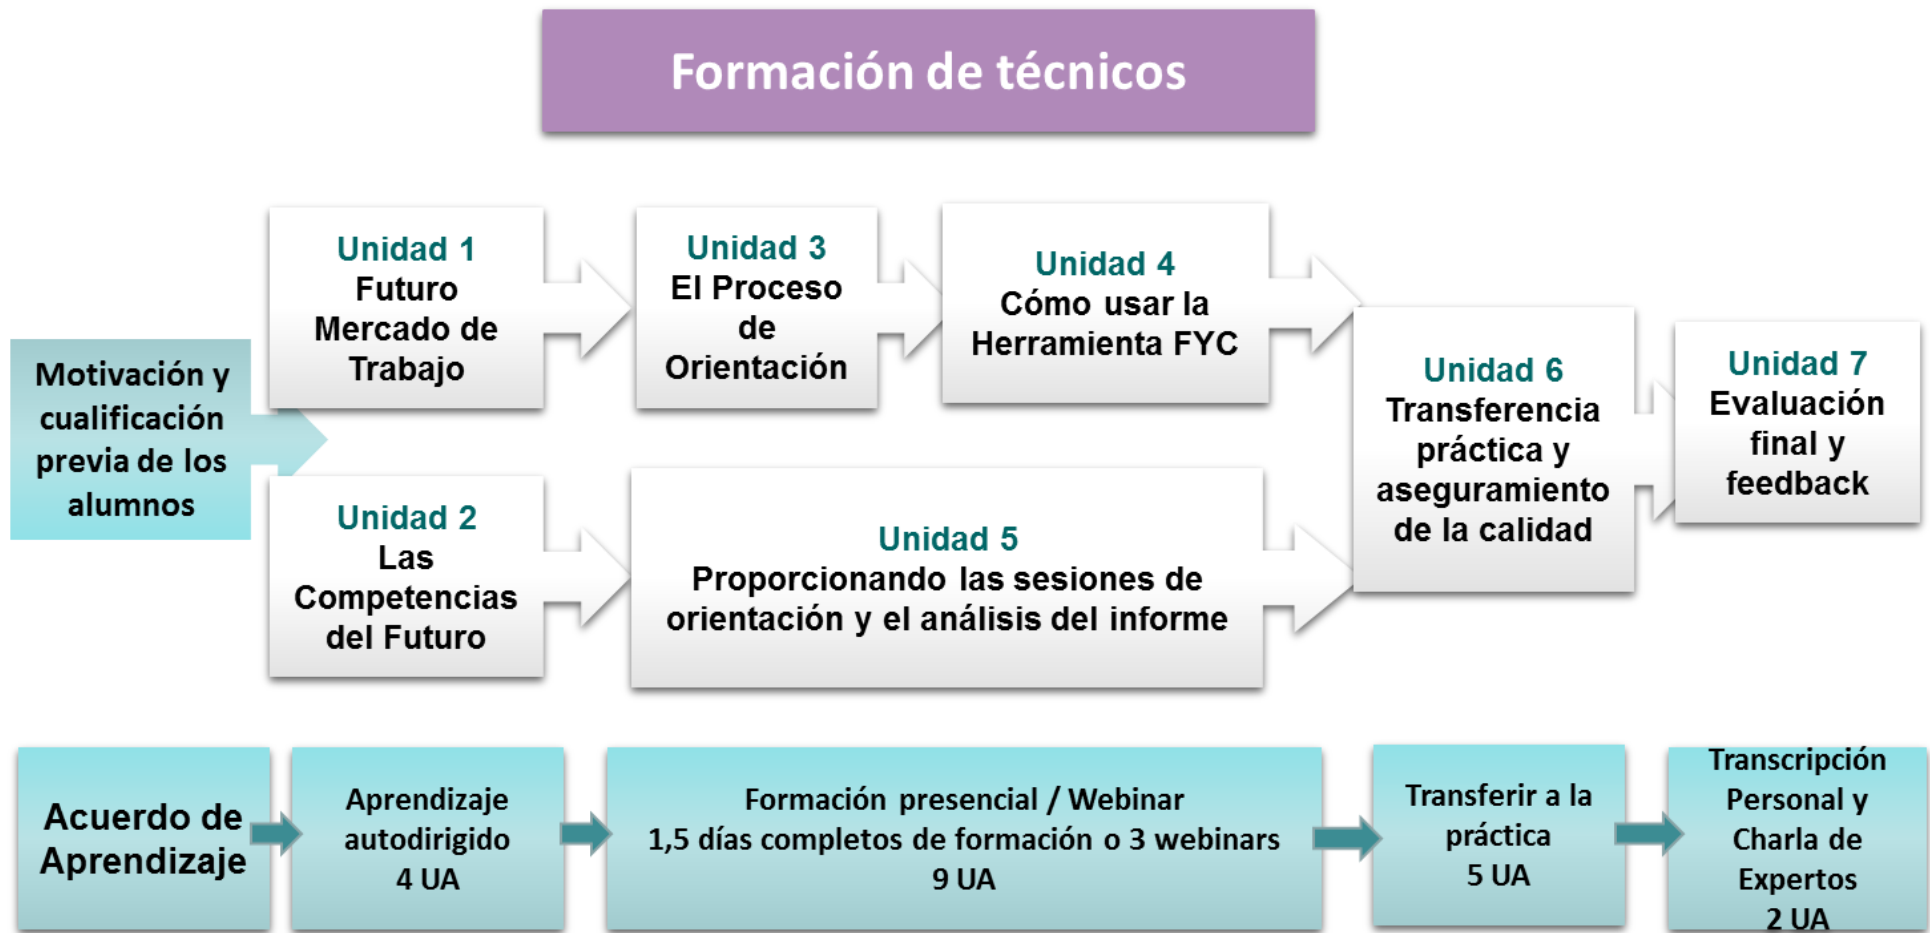 Formación de técnicos
Motivación y
cualificación
previa de los
alumnos
Unidad 1
Futuro
Mercado de
Trabajo
Unidad 3
El Proceso
de
Orientación
Unidad 4
Cómo usar la
Herramienta FYC
Unidad 2
Las
Competencias
del Futuro
Unidad 5
Proporcionando las sesiones de
orientación y el análisis del informe
Unidad 6
Transferencia
práctica y
aseguramiento
de la calidad
Unidad 7
Evaluación
final y
feedback
Acuerdo de
Aprendizaje
Aprendizaje
autodirigido
4 UA
Formación presencial / Webinar
1,5 días completos de formación o 3 webinars
9 UA
Transferir a la
práctica
5 UA
Transcripción
Personal y
Charla de
Expertos
2 UA